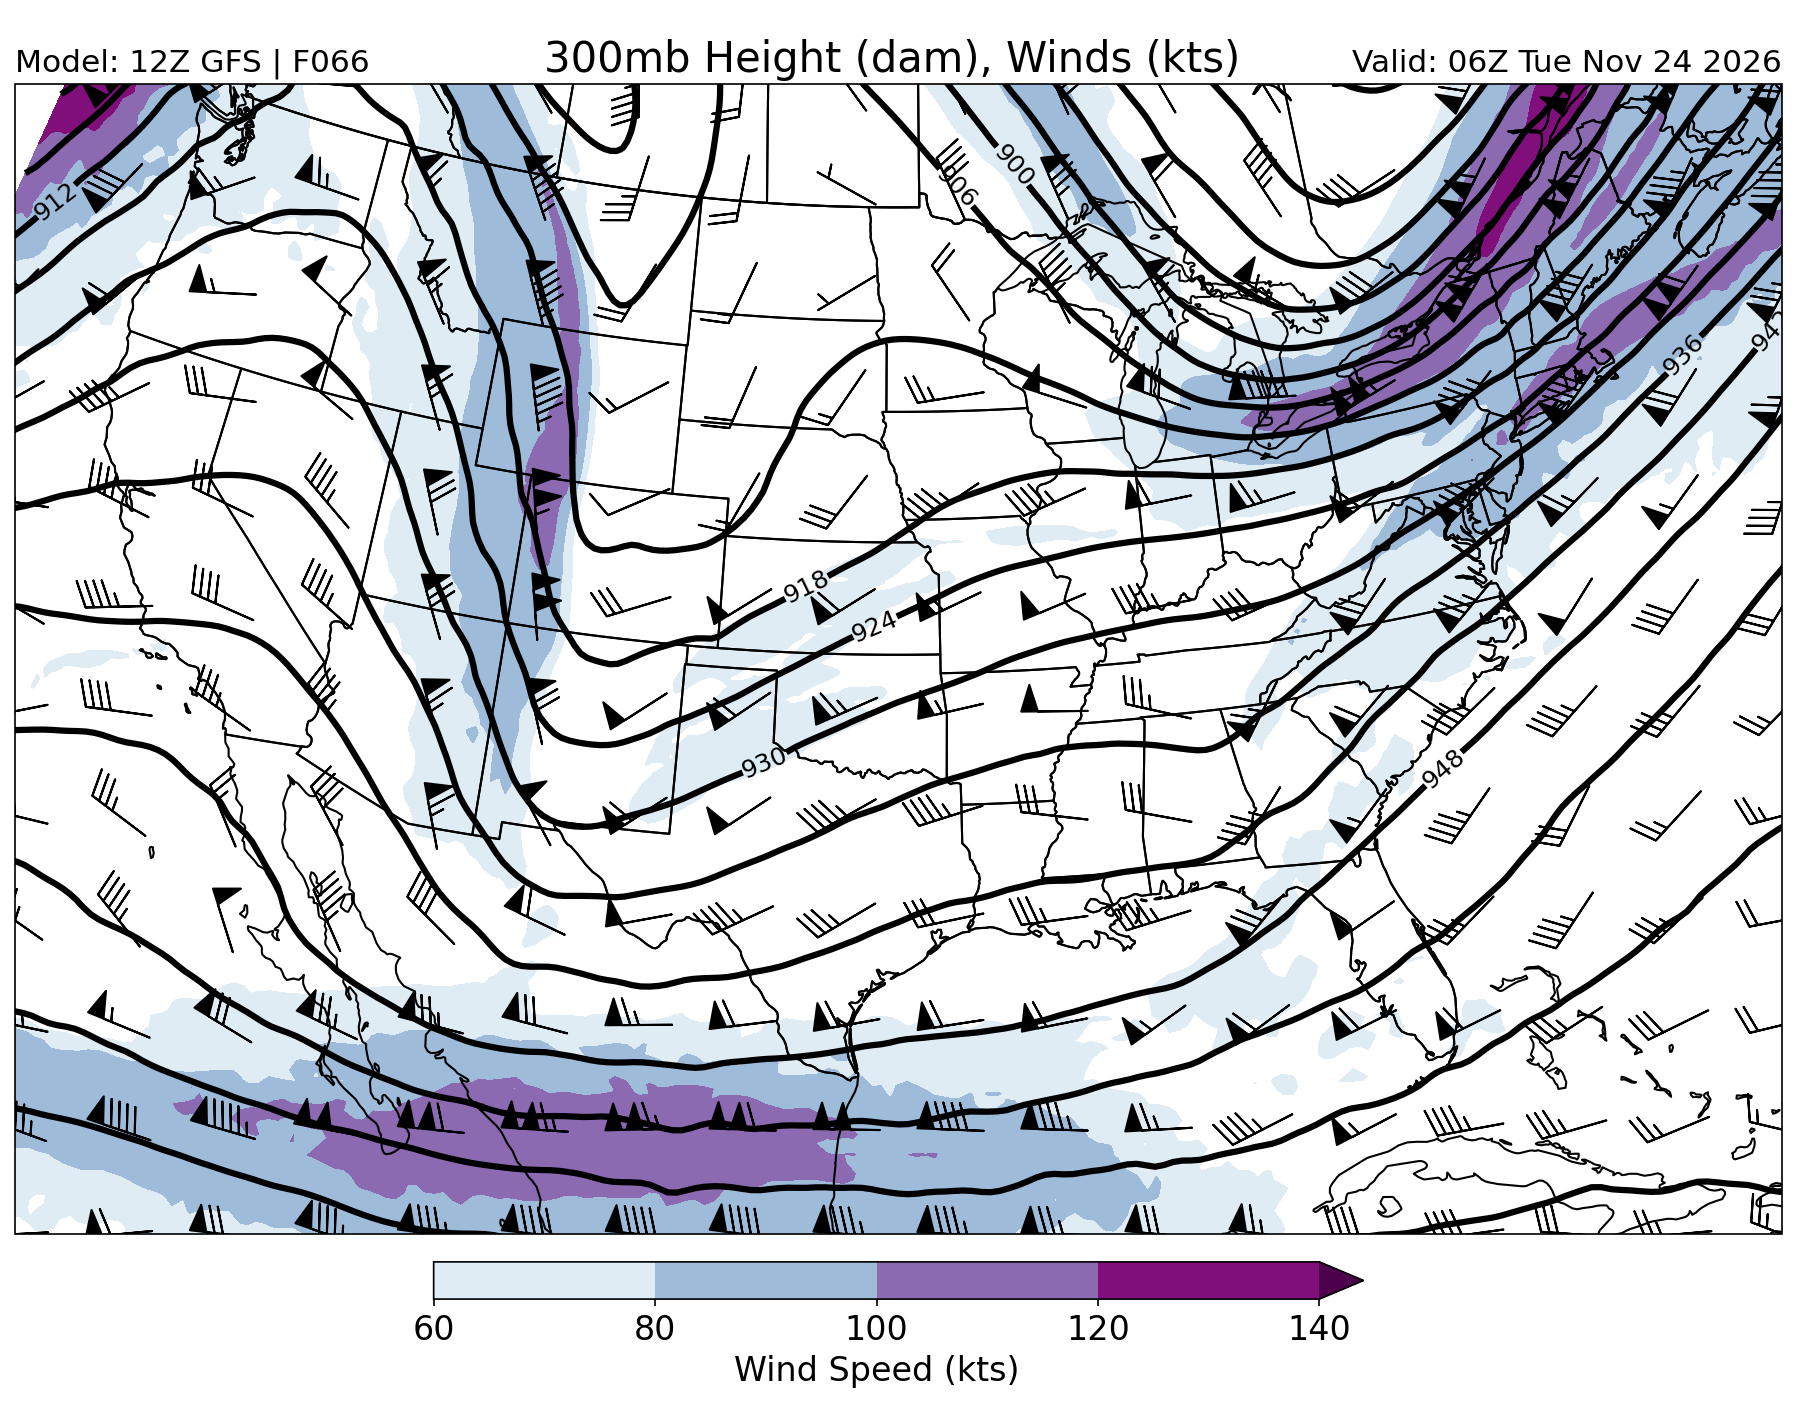 Model: 12Z GFS | F066
300mb Height (dam), Winds (kts)
Valid: 06Z Tue Nov 24 2026
912
906
900
936
942
918
924
930
948
60 80 100 120 140
Wind Speed (kts)